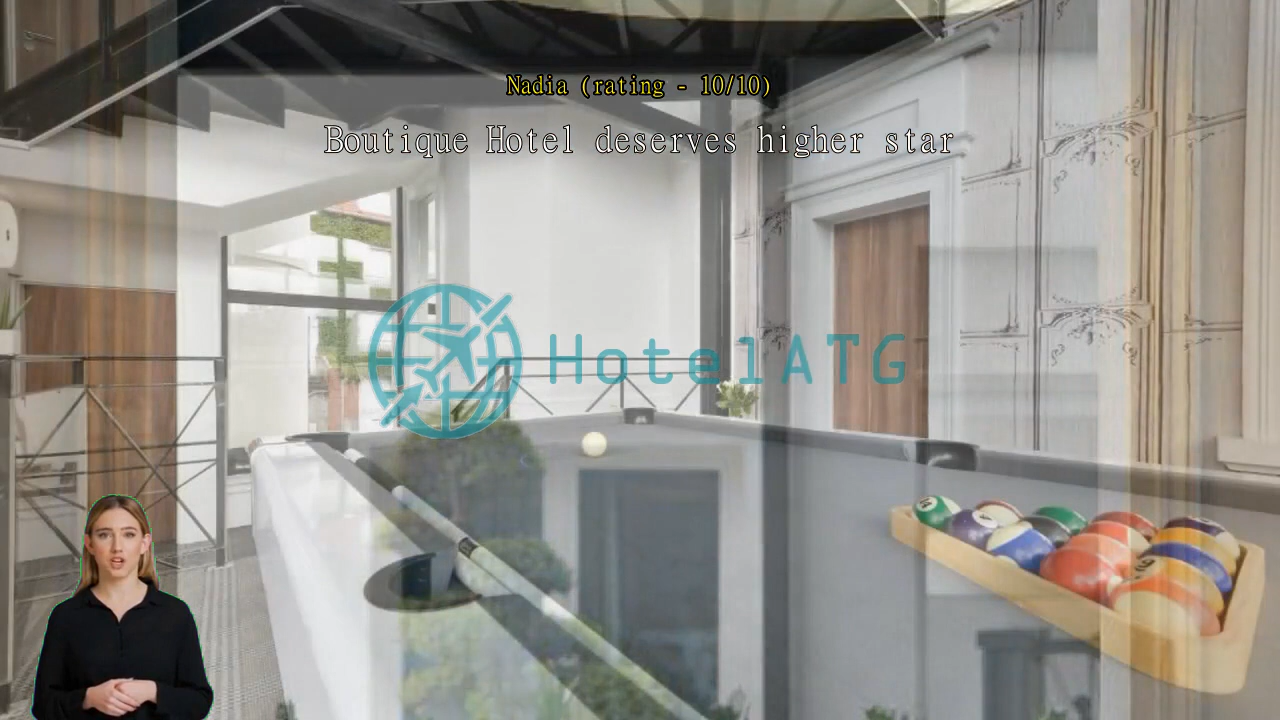 Nadia (rating - 10/10)
Boutique Hotel deserves higher star
HotelATG